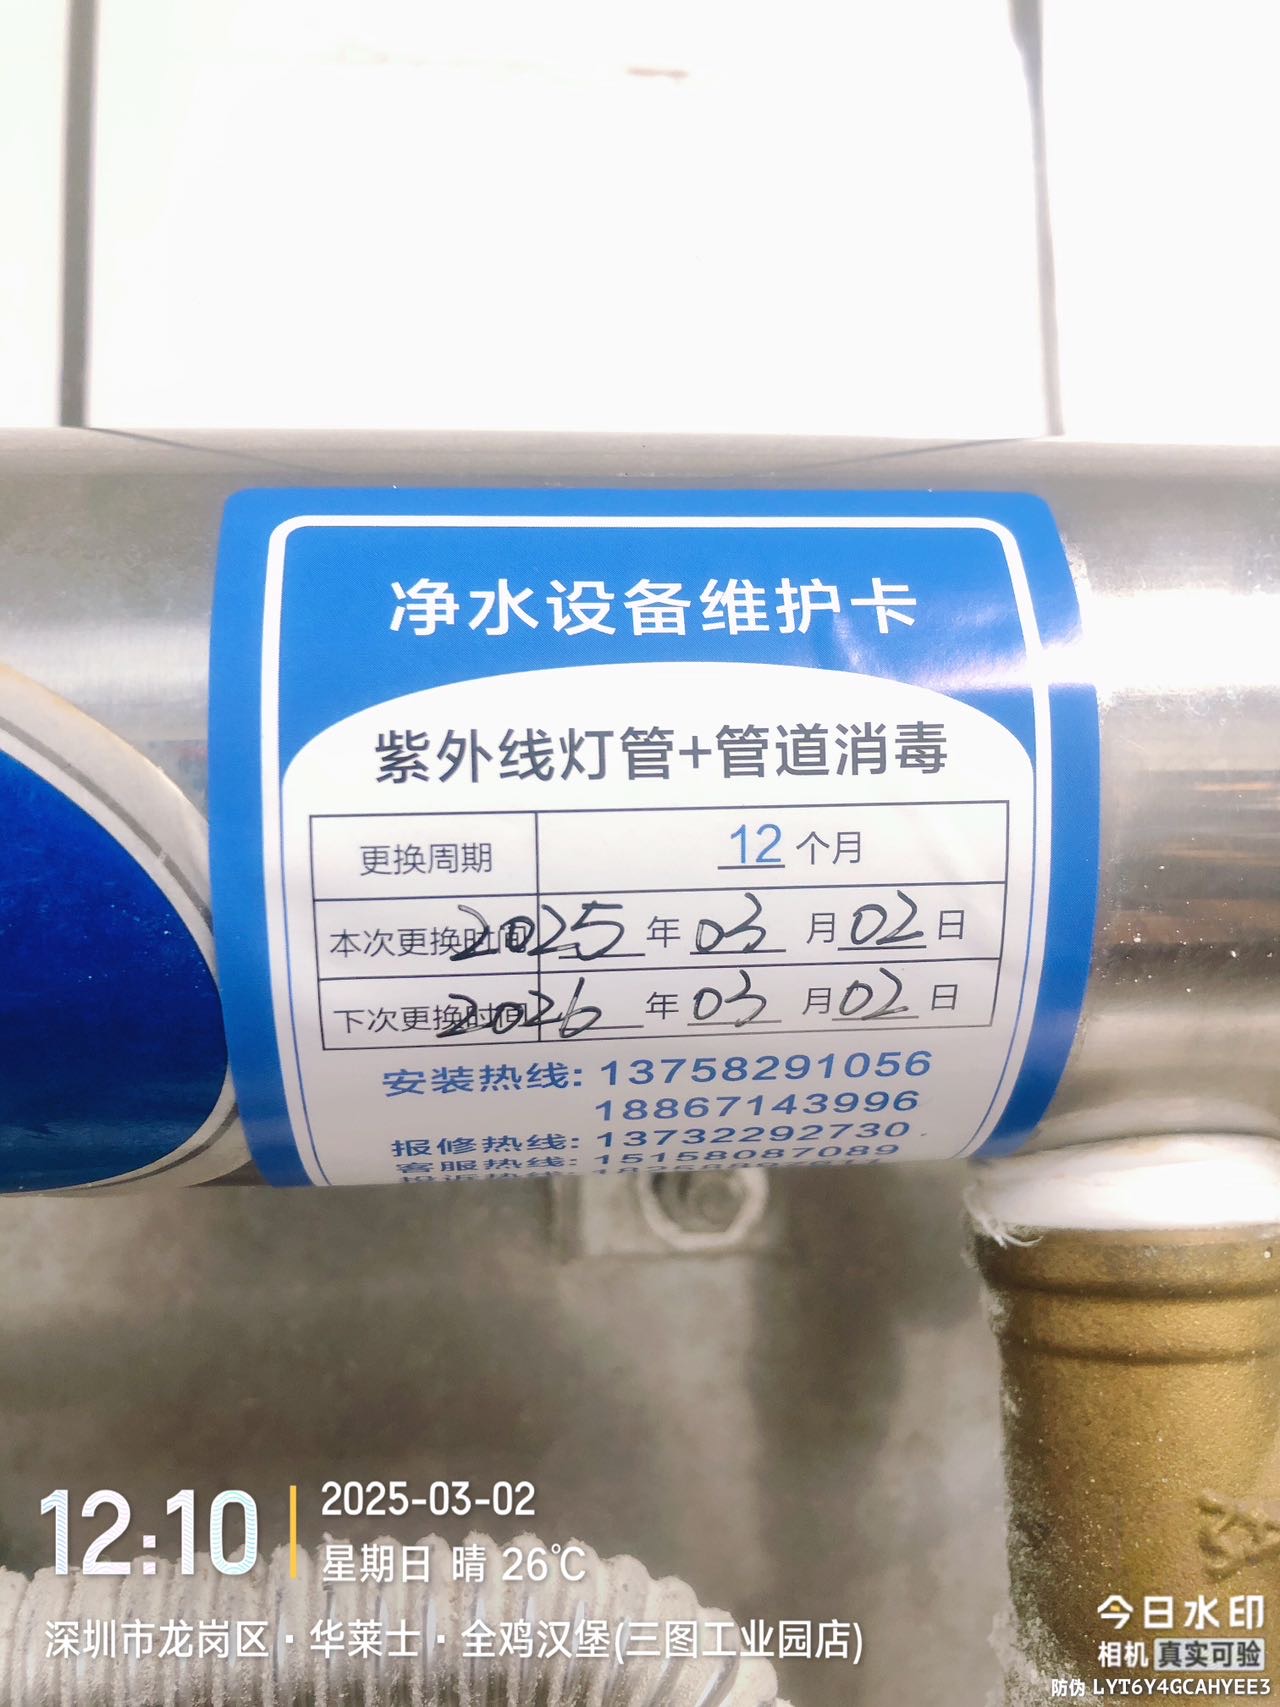 净水设备维护卡
紫外线灯管+管道消毒
更换周期 12 个月
本次更换时间 2025 年 03 月 02 日
下次更换时间 2026 年 03 月 02 日
安装热线: 13758291056
18867143996
报修热线: 13732292730
客服热线: 15158087089
投诉热线:
12:10
2025-03-02
星期日 晴 26℃
深圳市龙岗区·华莱士·全鸡汉堡(三图工业园店)
今日水印
相机 真实可验
防伪 LYT6Y4GCAHYEE3